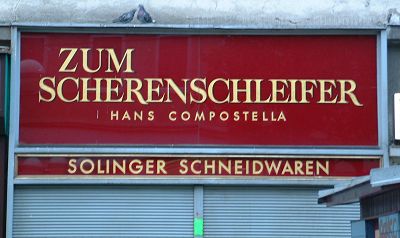 ZUM
SCHERENSCHLEIFER
HANS COMPOSTELLA
SOLINGER SCHNEIDWAREN